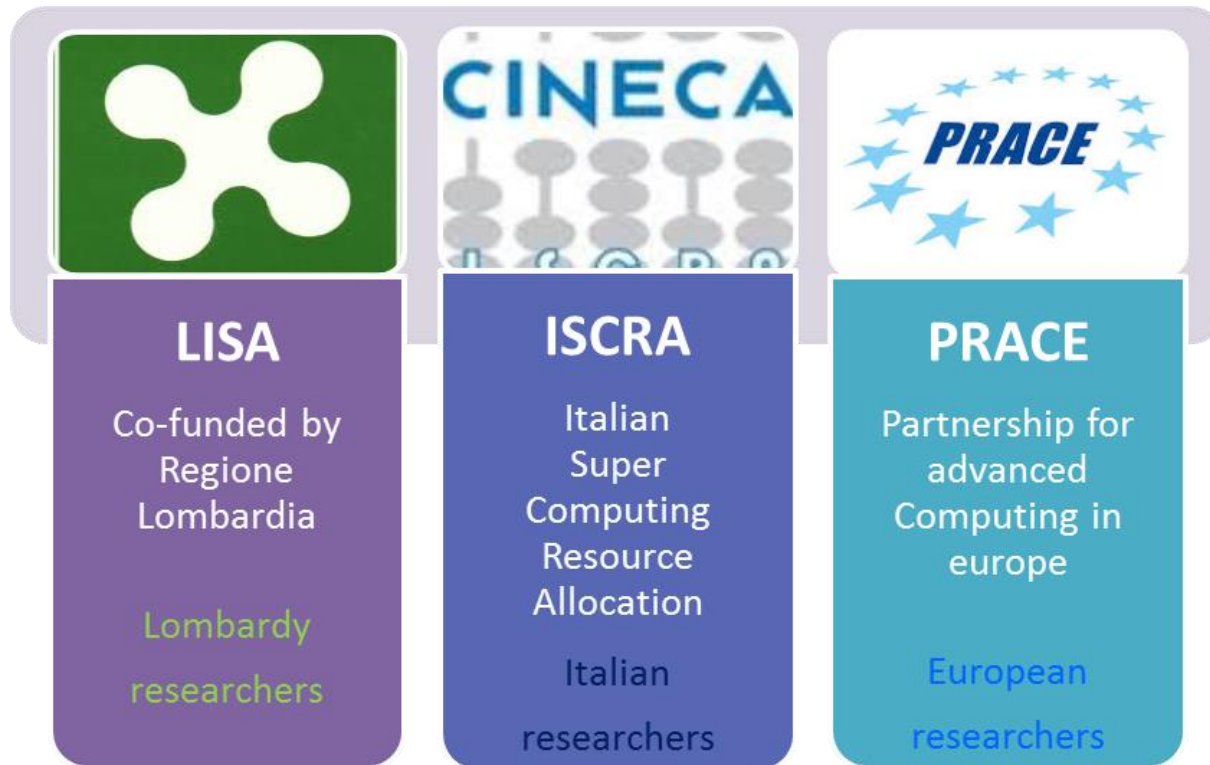 CINECA
ISCRA
PRACE
LISA
Co-funded by
Regione
Lombardia
Lombardy
researchers
ISCRA
Italian
Super
Computing
Resource
Allocation
Italian
researchers
PRACE
Partnership for
advanced
Computing in
europe
European
researchers